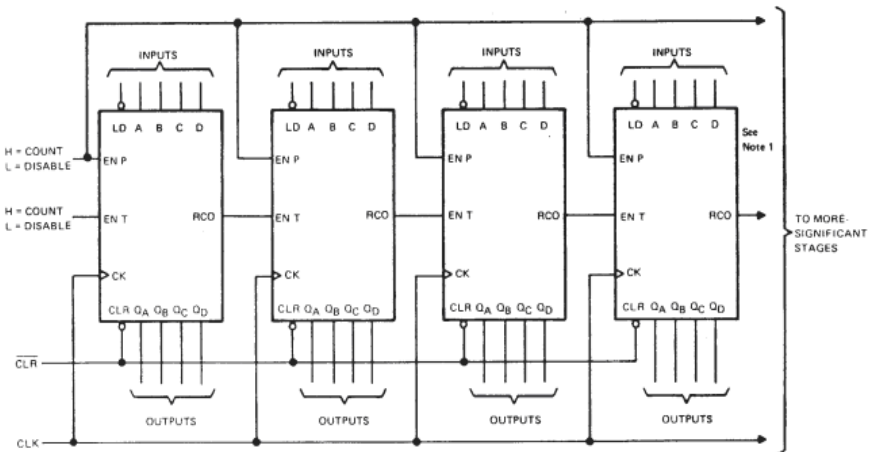 INPUTS INPUTS INPUTS INPUTS
LD A B C D LD A B C D LD A B C D LD A B C D
See
Note 1
H = COUNT
L = DISABLE
EN P EN P EN P EN P
H = COUNT
L = DISABLE
EN T RCO EN T RCO EN T RCO EN T RCO
TO MORE-
SIGNIFICANT
STAGES
CK CK CK CK
CLR QA QB QC QD CLR QA QB QC QD CLR QA QB QC QD CLR QA QB QC QD
CLR
OUTPUTS OUTPUTS OUTPUTS OUTPUTS
CLK